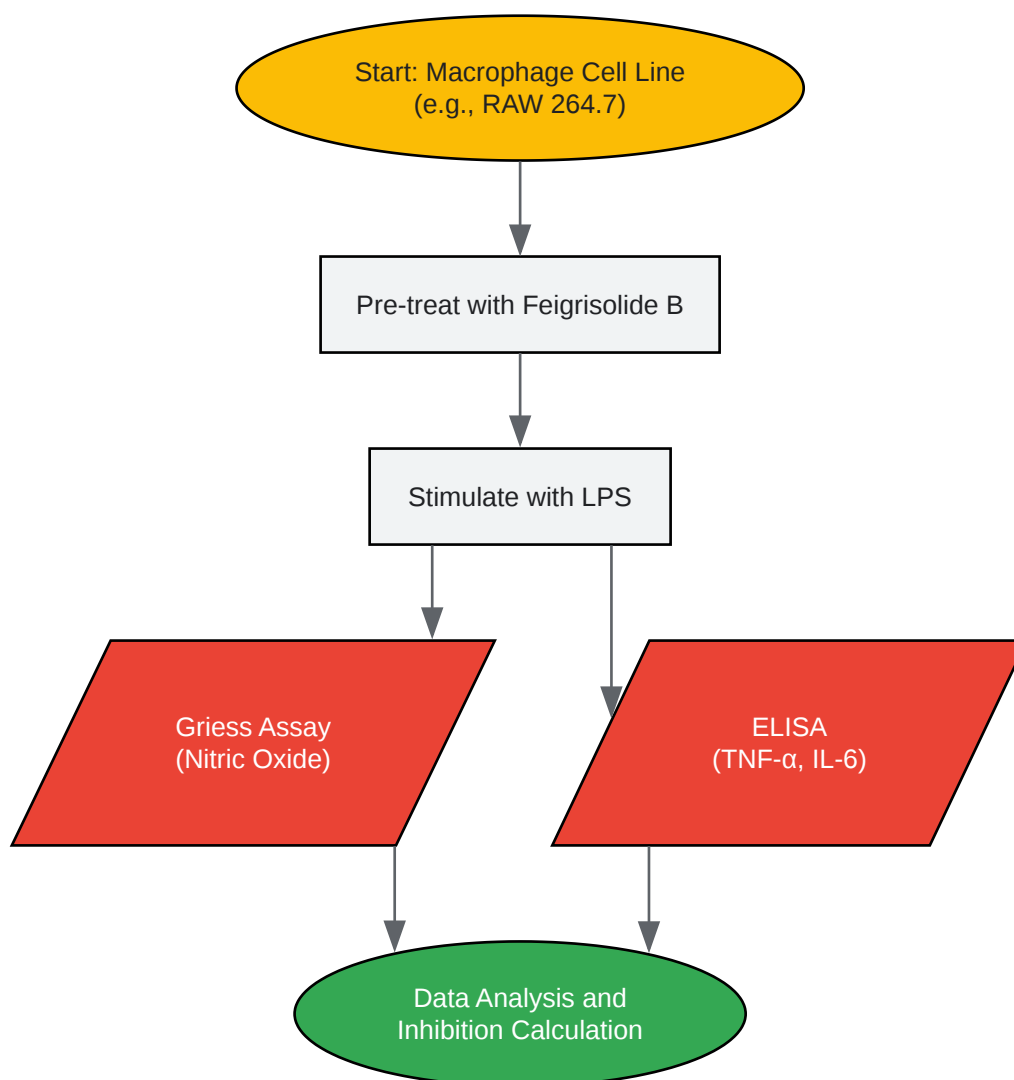 Start: Macrophage Cell Line
(e.g., RAW 264.7)
Pre-treat with Feigrisolide B
Stimulate with LPS
Griess Assay
(Nitric Oxide)
ELISA
(TNF-α, IL-6)
Data Analysis and
Inhibition Calculation